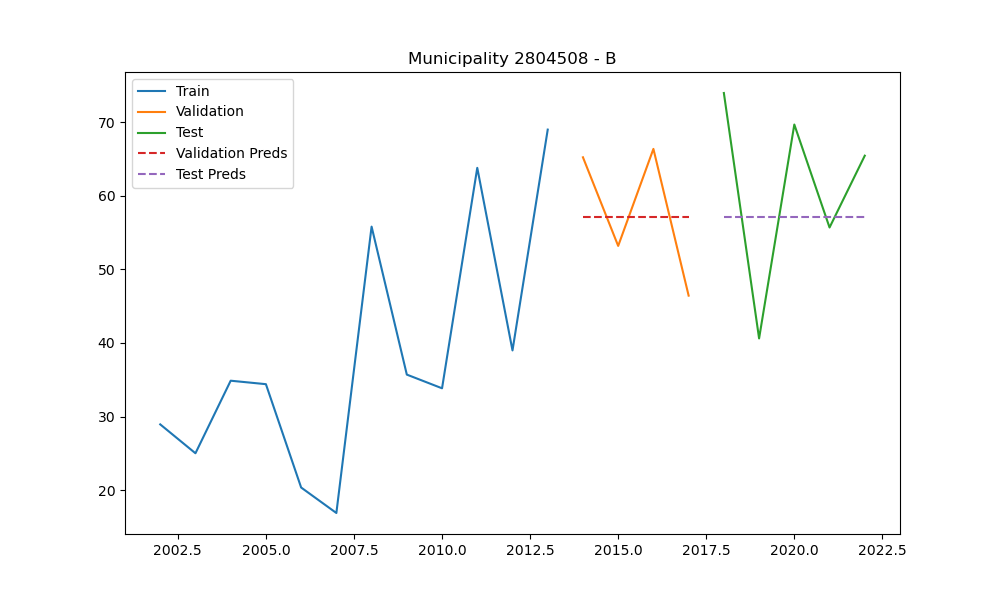 Municipality 2804508 - B
Train
Validation
Test
Validation Preds
Test Preds
70
60
50
40
30
20
2002.5 2005.0 2007.5 2010.0 2012.5 2015.0 2017.5 2020.0 2022.5